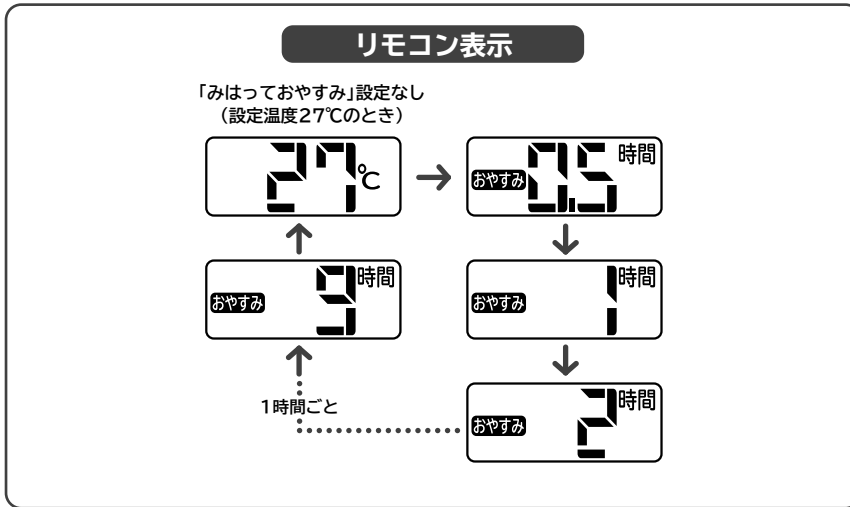 リモコン表示
「みはっておやすみ」設定なし
(設定温度27℃のとき)
27℃
おやすみ 0.5 時間
おやすみ 1 時間
おやすみ 2 時間
1時間ごと
おやすみ 9 時間